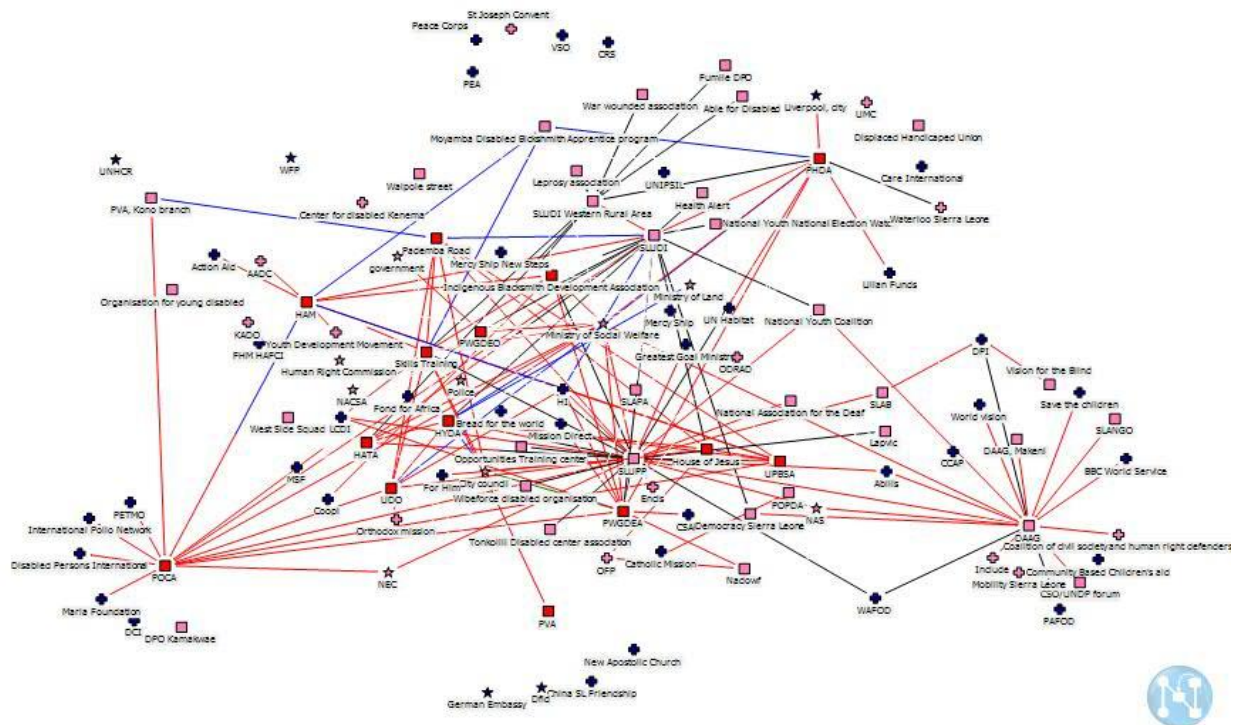 St Joseph Convent
Peace Corps
VSO
CRS
PEA
Fumile DPO
War wounded association
Able for Disabled
Liverpool, city
UMC
Displaced Handicaped Union
Moyamba Disabled Blcksmith Apprentice program
UNHCR
WFP
Walpole street
Leprosy association
UNIPSIL
PHDA
Care International
PVA, Kono branch
Center for disabled Kenema
SLUDI Western Rural Area
Health Alert
Waterloo Sierra Leone
National Youth National Election Watc
Pademba Road
SLUDI
government
Mercy Ship New Steps
Action Aid
AADC
Lilian Funds
Organisation for young disabled
Indigenous Blacksmith Development Association
Ministry of Land
HAM
Mercy Ship
UN Habitat
National Youth Coalition
KADO
Youth Development Movement
PWGDEO
Ministry of Social Welfare
FHM HAFCI
Skills Training
Greatest Goal Ministry
ODRAD
DPI
Human Right Commission
Vision for the Blind
NACSA
Police
Fond for Africa
HI
SLAPA
SLAB
Save the children
National Association for the Deaf
World vision
West Side Squad
LCDI
HYDA
Bread for the world
Mission Direct
SLANGO
HATA
Lapvic
DAAG, Makeni
Opportunities Training center
SLUPP
House of Jesus
CCAP
BBC World Service
MSF
UPBSA
Abilis
UDO
For Him
City council
Coopi
Wibeforce disabled organisation
Encis
POPDA
PETMO
NAS
International Polio Network
Orthodox mission
PWGDEA
CSA
Democracy Sierra Leone
DAAG
Tonkolili Disabled center association
Coalition of civil society and human right defenders
Disabled Persons International
POCA
NEC
OFP
Catholic Mission
Nadowf
Include
Community Based Children's aid
Mobility Sierra Leone
CSO/UNDP forum
Maria Foundation
WAFOD
PAFOD
DCI
DPO Kamakwae
PVA
New Apostolic Church
China SL Friendship
Dfid
German Embassy